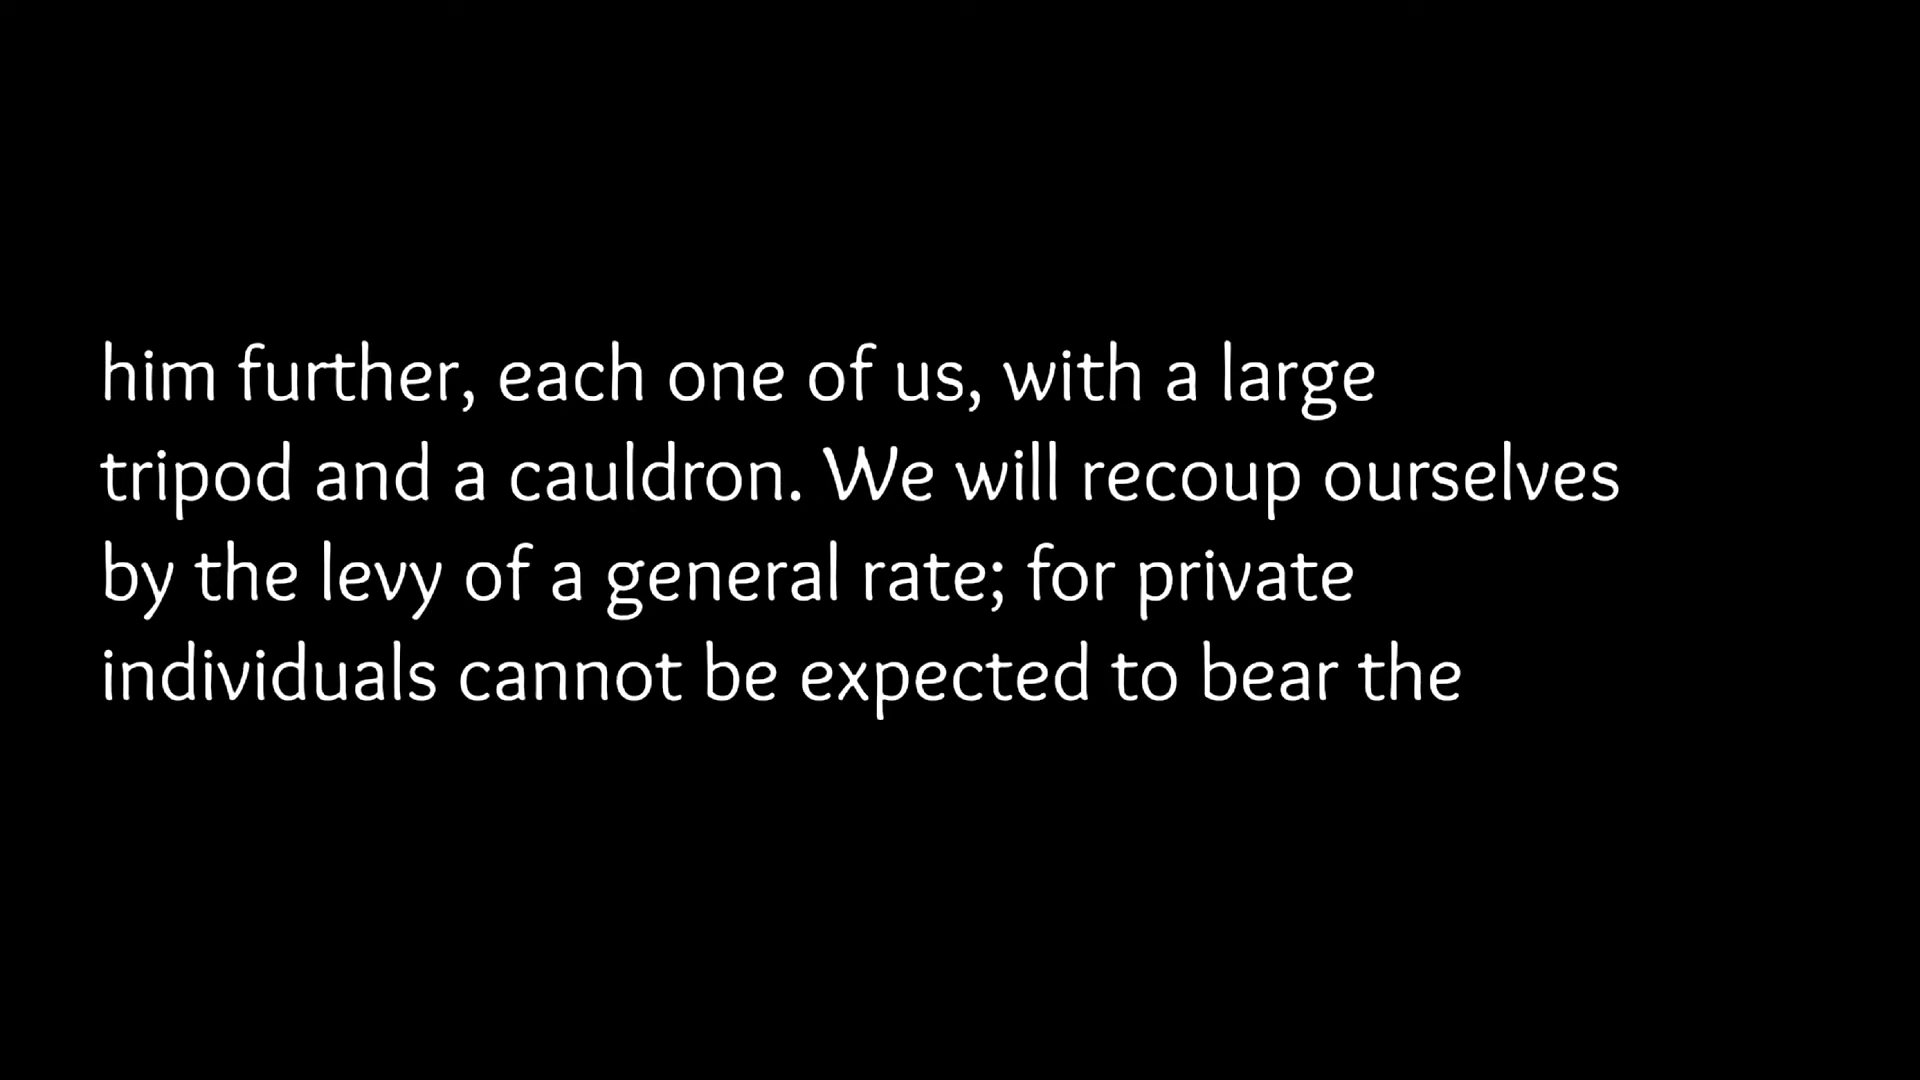 him further, each one of us, with a large
tripod and a cauldron. We will recoup ourselves
by the levy of a general rate; for private
individuals cannot be expected to bear the